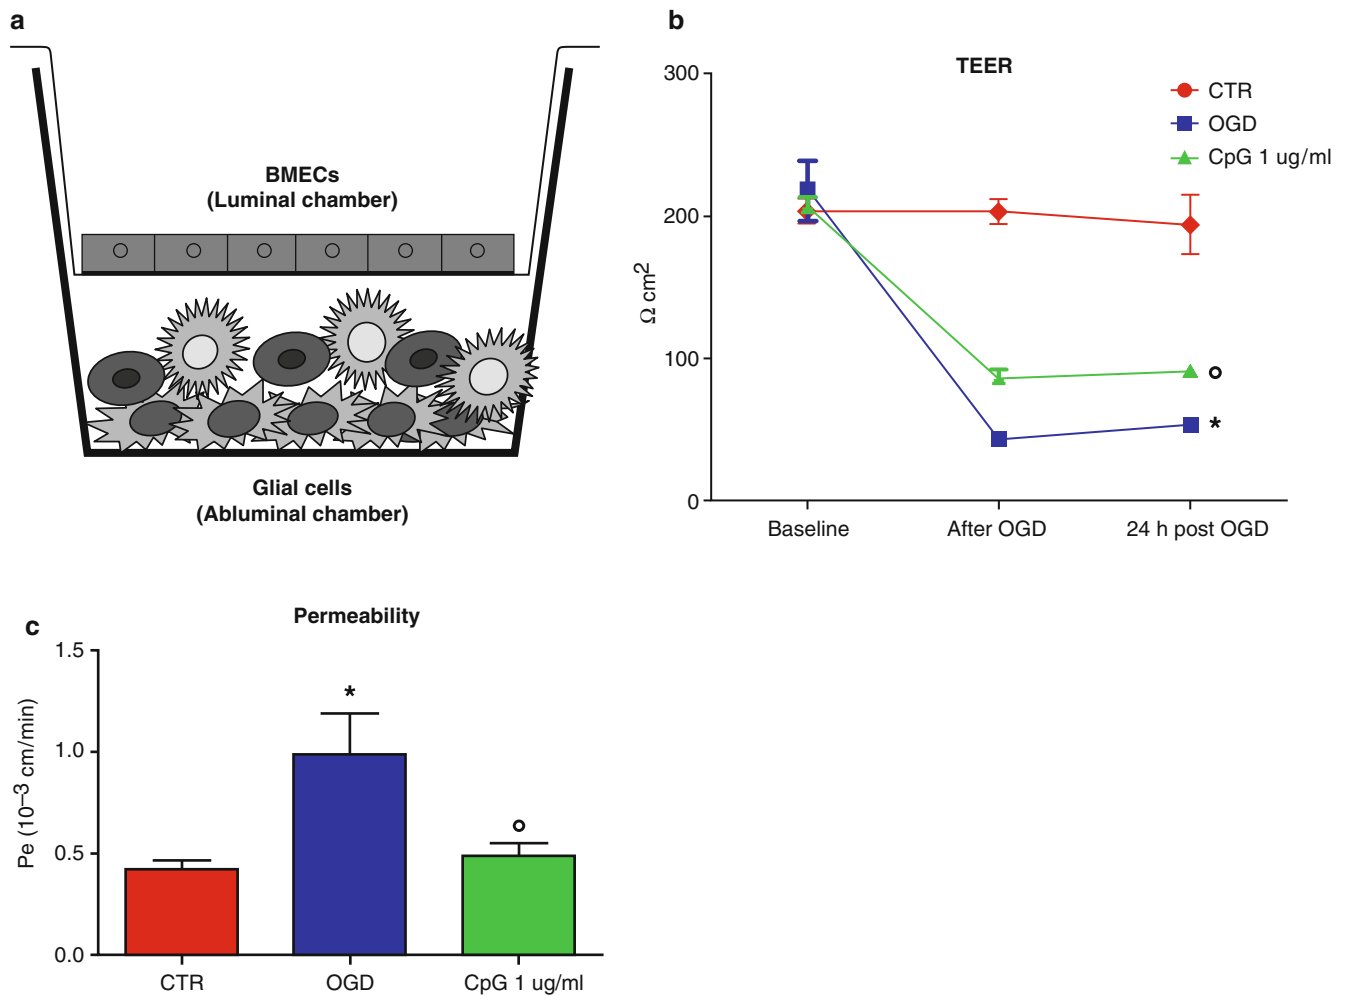 a
BMECs
(Luminal chamber)
Glial cells
(Abluminal chamber)
b
TEER
300
200
100
0
Ω cm2
CTR
OGD
CpG 1 ug/ml
o
*
Baseline
After OGD
24 h post OGD
c
Permeability
1.5
1.0
0.5
0.0
Pe (10–3 cm/min)
*
o
CTR
OGD
CpG 1 ug/ml